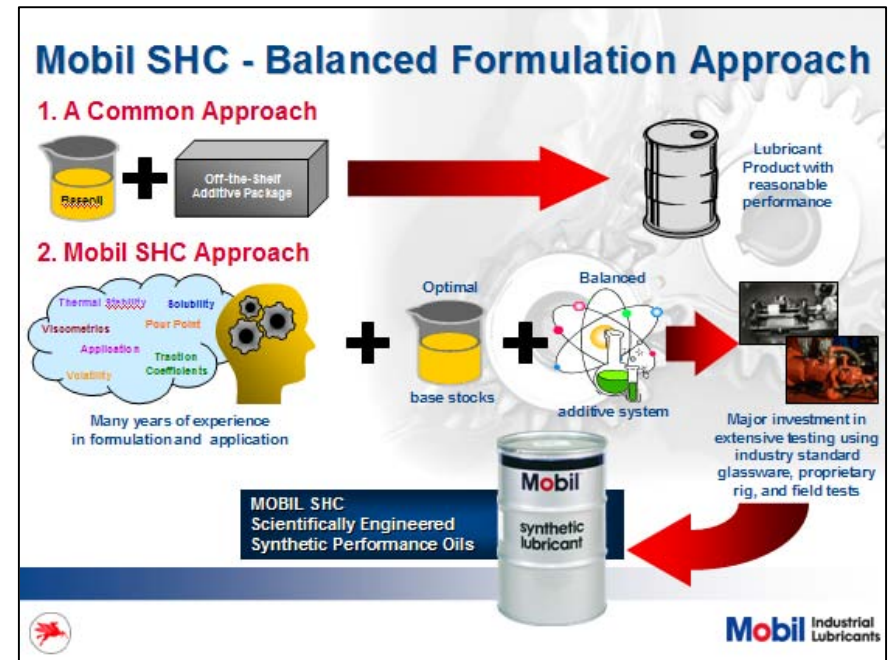 Mobil SHC - Balanced Formulation Approach
1. A Common Approach
Baseoil
Off-the-Shelf
Additive Package
Lubricant
Product with
reasonable
performance
2. Mobil SHC Approach
Thermal Stability
Solubility
Viscometrics
Pour Point
Application
Traction
Coefficients
Volatility
Many years of experience
in formulation and application
Optimal
base stocks
Balanced
additive system
Major investment in
extensive testing using
industry standard
glassware, proprietary
rig, and field tests
MOBIL SHC
Scientifically Engineered
Synthetic Performance Oils
Mobil
synthetic
lubricant
Mobil Industrial
Lubricants